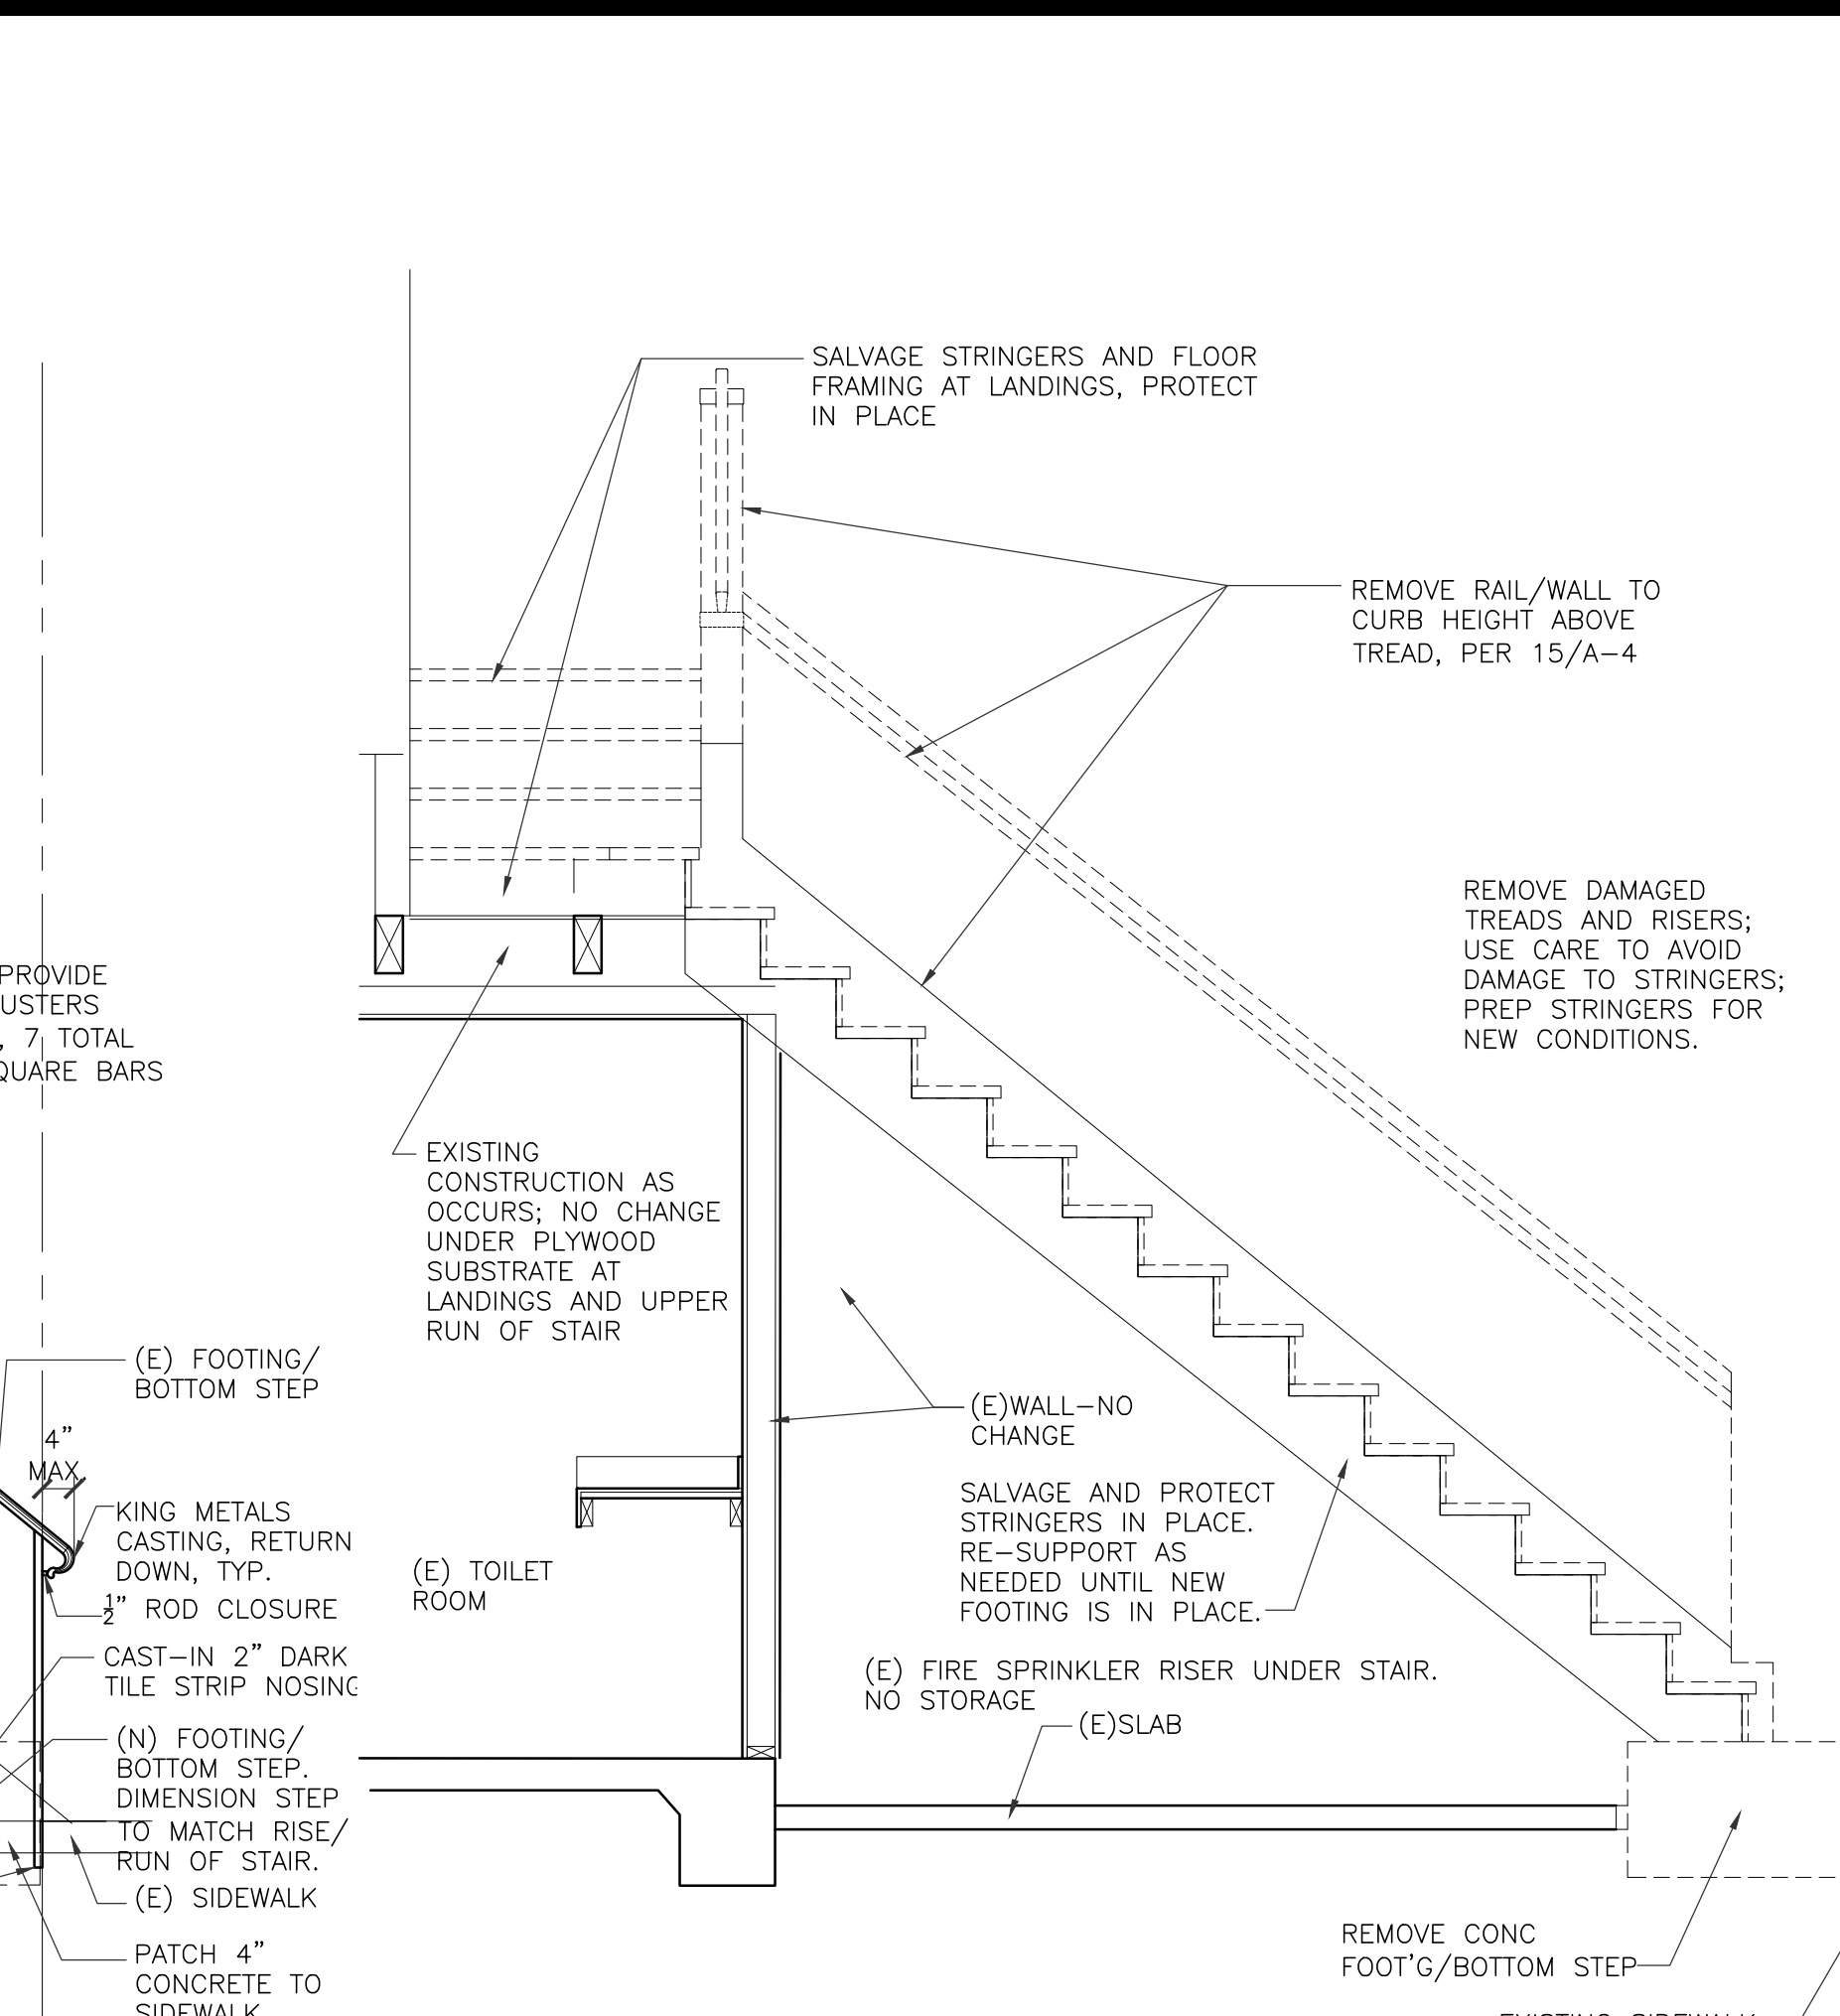 SALVAGE STRINGERS AND FLOOR
FRAMING AT LANDINGS, PROTECT
IN PLACE
REMOVE RAIL/WALL TO
CURB HEIGHT ABOVE
TREAD, PER 15/A-4
REMOVE DAMAGED
TREADS AND RISERS;
USE CARE TO AVOID
DAMAGE TO STRINGERS;
PREP STRINGERS FOR
NEW CONDITIONS.
PROVIDE
USTERS
, 7 TOTAL
QUARE BARS
EXISTING
CONSTRUCTION AS
OCCURS; NO CHANGE
UNDER PLYWOOD
SUBSTRATE AT
LANDINGS AND UPPER
RUN OF STAIR
(E) FOOTING/
BOTTOM STEP
4"
MAX
KING METALS
CASTING, RETURN
DOWN, TYP.
½" ROD CLOSURE
CAST-IN 2" DARK
TILE STRIP NOSING
(N) FOOTING/
BOTTOM STEP.
DIMENSION STEP
TO MATCH RISE/
RUN OF STAIR.
(E) SIDEWALK
PATCH 4"
CONCRETE TO
SIDEWALK
(E) TOILET
ROOM
(E)WALL-NO
CHANGE
SALVAGE AND PROTECT
STRINGERS IN PLACE.
RE-SUPPORT AS
NEEDED UNTIL NEW
FOOTING IS IN PLACE.
(E) FIRE SPRINKLER RISER UNDER STAIR.
NO STORAGE
(E)SLAB
REMOVE CONC
FOOT'G/BOTTOM STEP
EXISTING SIDEWALK